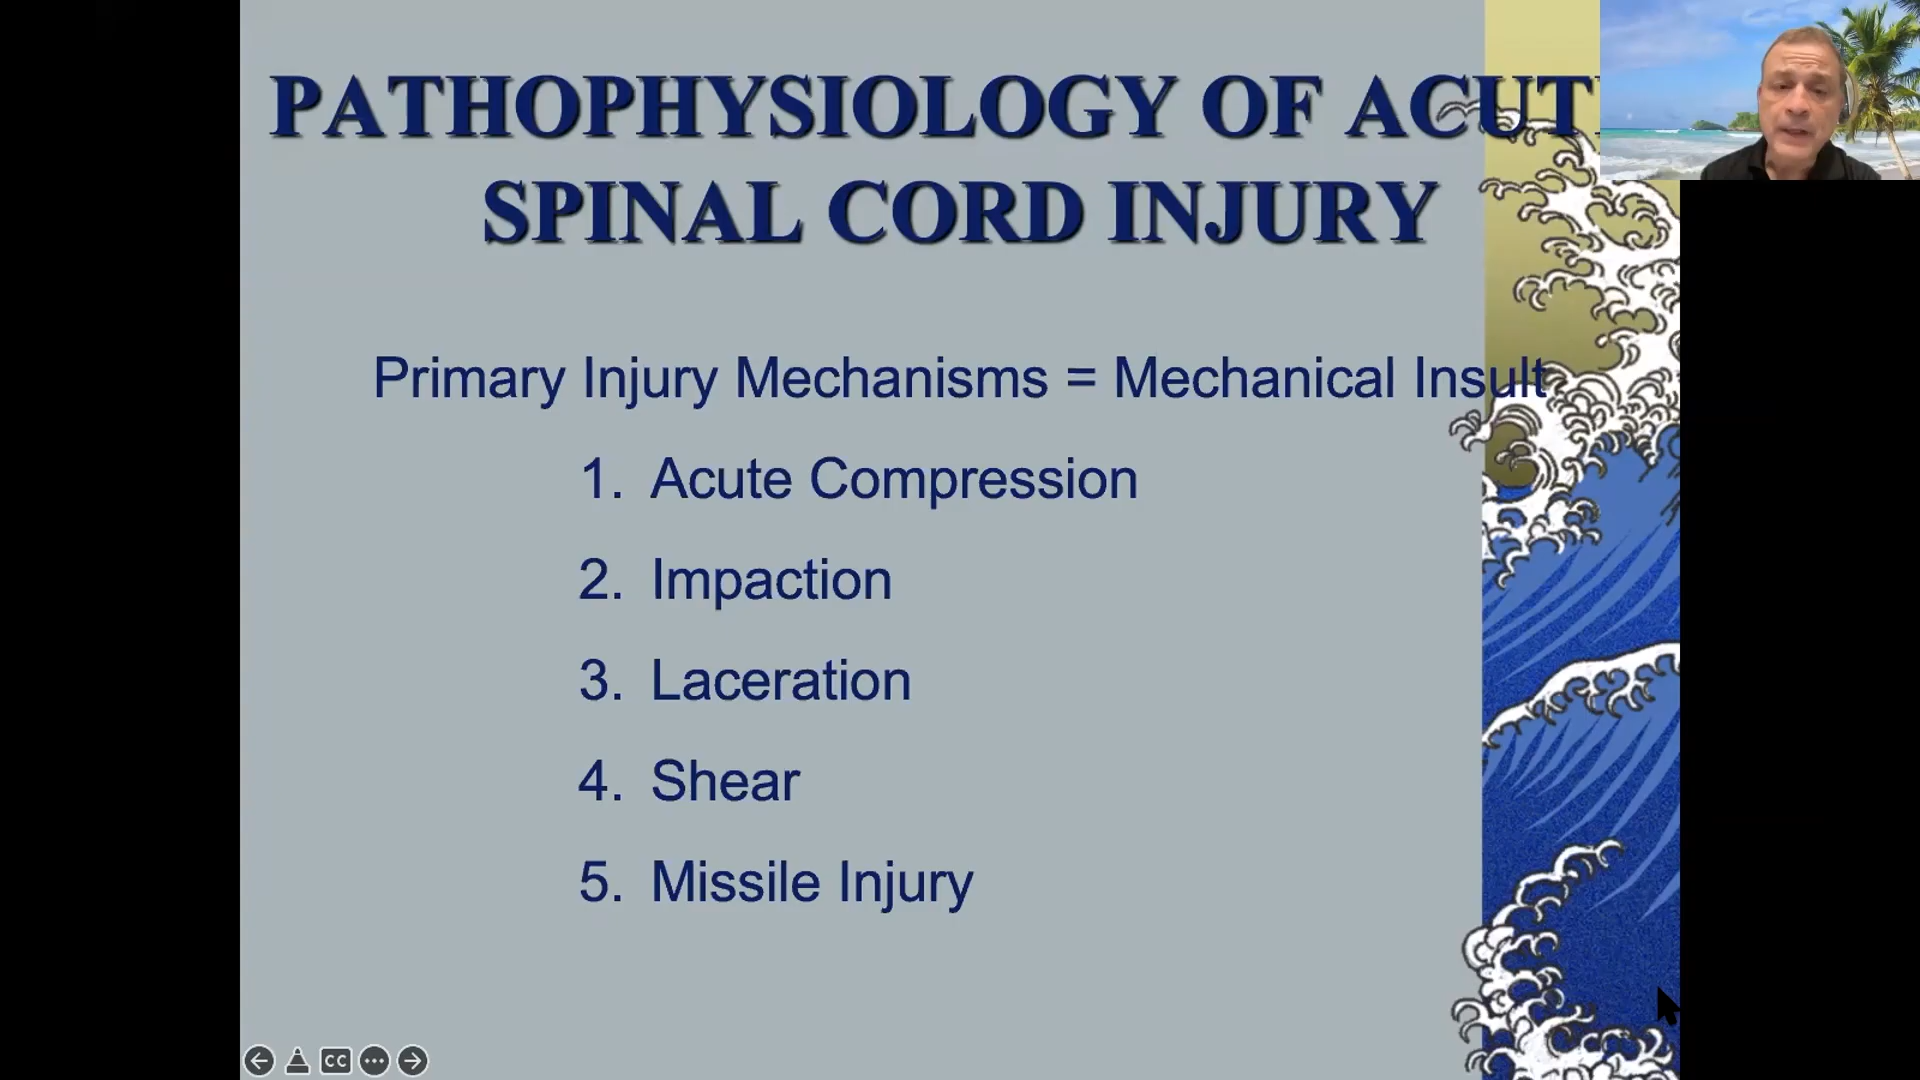 PATHOPHYSIOLOGY OF ACUT
SPINAL CORD INJURY
Primary Injury Mechanisms = Mechanical Insult
1. Acute Compression
2. Impaction
3. Laceration
4. Shear
5. Missile Injury
CC